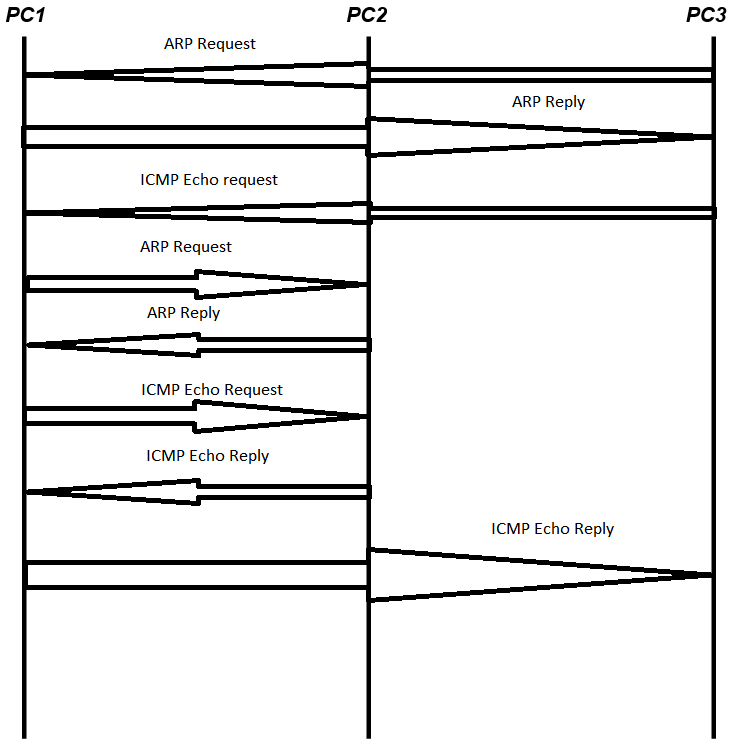 PC1 PC2 PC3
ARP Request
ARP Reply
ICMP Echo request
ARP Request
ARP Reply
ICMP Echo Request
ICMP Echo Reply
ICMP Echo Reply